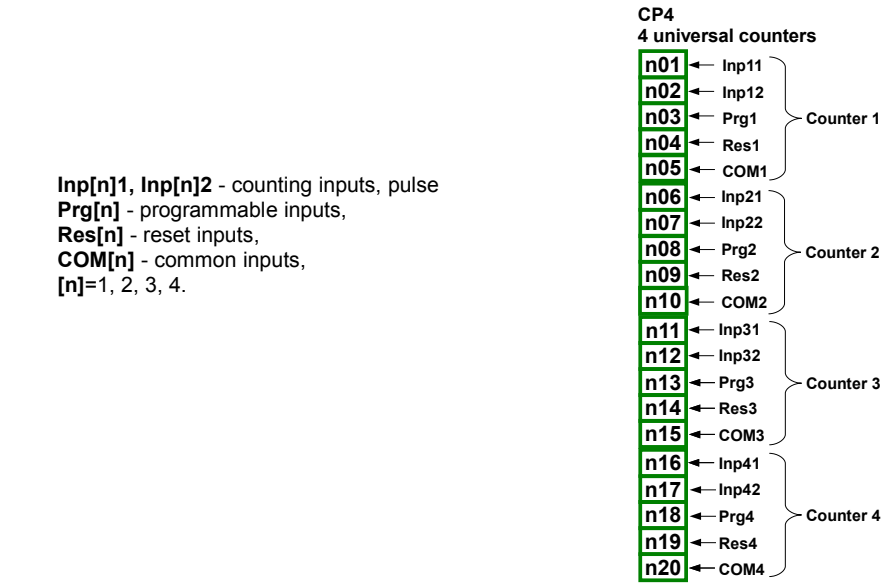 CP4
4 universal counters
n01 Inp11
n02 Inp12
n03 Prg1
n04 Res1
n05 COM1
Counter 1
n06 Inp21
n07 Inp22
n08 Prg2
n09 Res2
n10 COM2
Counter 2
n11 Inp31
n12 Inp32
n13 Prg3
n14 Res3
n15 COM3
Counter 3
n16 Inp41
n17 Inp42
n18 Prg4
n19 Res4
n20 COM4
Counter 4
Inp[n]1, Inp[n]2 - counting inputs, pulse
Prg[n] - programmable inputs,
Res[n] - reset inputs,
COM[n] - common inputs,
[n]=1, 2, 3, 4.